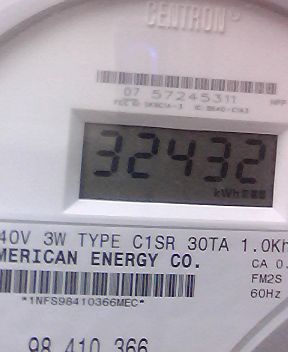 CENTRON®
07 57245311
32432
kWh
40V 3W TYPE C1SR 30TA 1.0Kh
MERICAN ENERGY CO.
CA 0.
FM2S
*1NFS98410366MEC*
60Hz
98 410 366